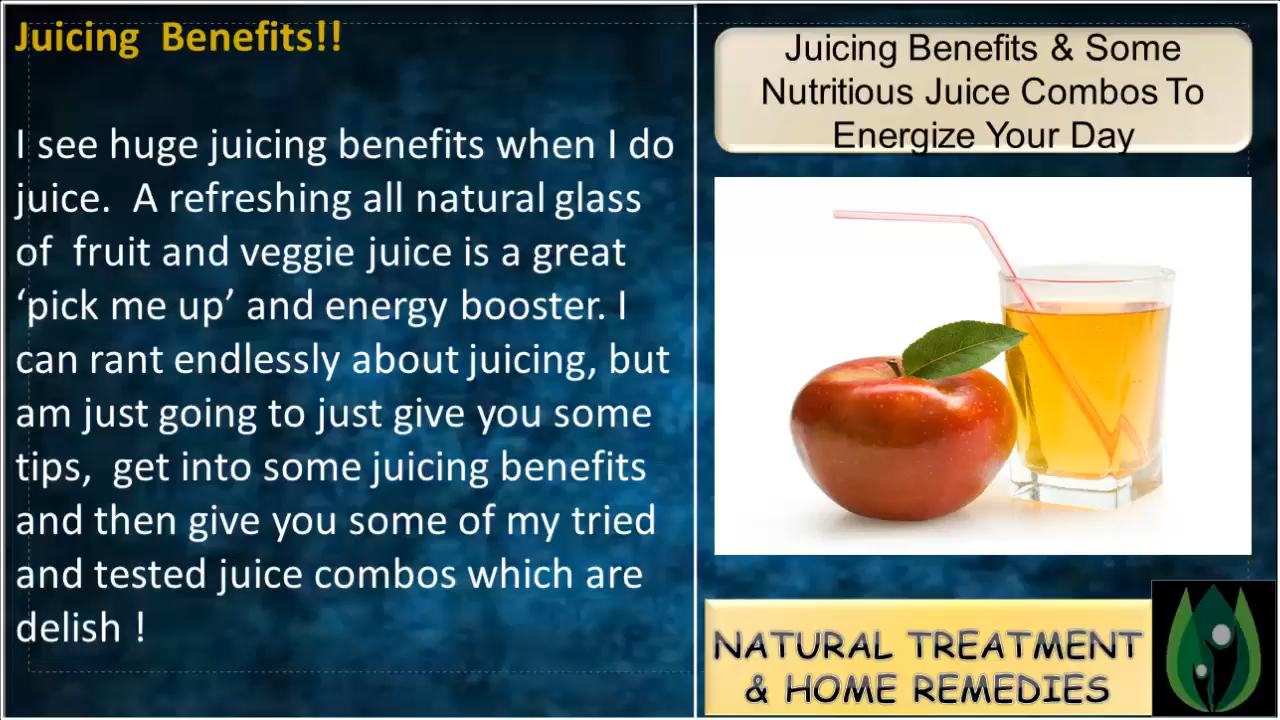 Juicing  Benefits!!
I see huge juicing benefits when I do
juice.  A refreshing all natural glass
of  fruit and veggie juice is a great
‘pick me up’ and energy booster. I
can rant endlessly about juicing, but
am just going to just give you some
tips,  get into some juicing benefits
and then give you some of my tried
and tested juice combos which are
delish !
Juicing Benefits & Some
Nutritious Juice Combos To
Energize Your Day
NATURAL TREATMENT
& HOME REMEDIES